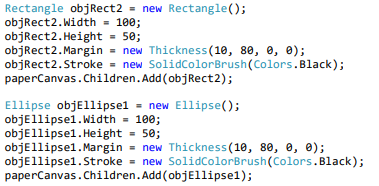 Rectangle objRect2 = new Rectangle();
objRect2.Width = 100;
objRect2.Height = 50;
objRect2.Margin = new Thickness(10, 80, 0, 0);
objRect2.Stroke = new SolidColorBrush(Colors.Black);
paperCanvas.Children.Add(objRect2);

Ellipse objEllipse1 = new Ellipse();
objEllipse1.Width = 100;
objEllipse1.Height = 50;
objEllipse1.Margin = new Thickness(10, 80, 0, 0);
objEllipse1.Stroke = new SolidColorBrush(Colors.Black);
paperCanvas.Children.Add(objEllipse1);